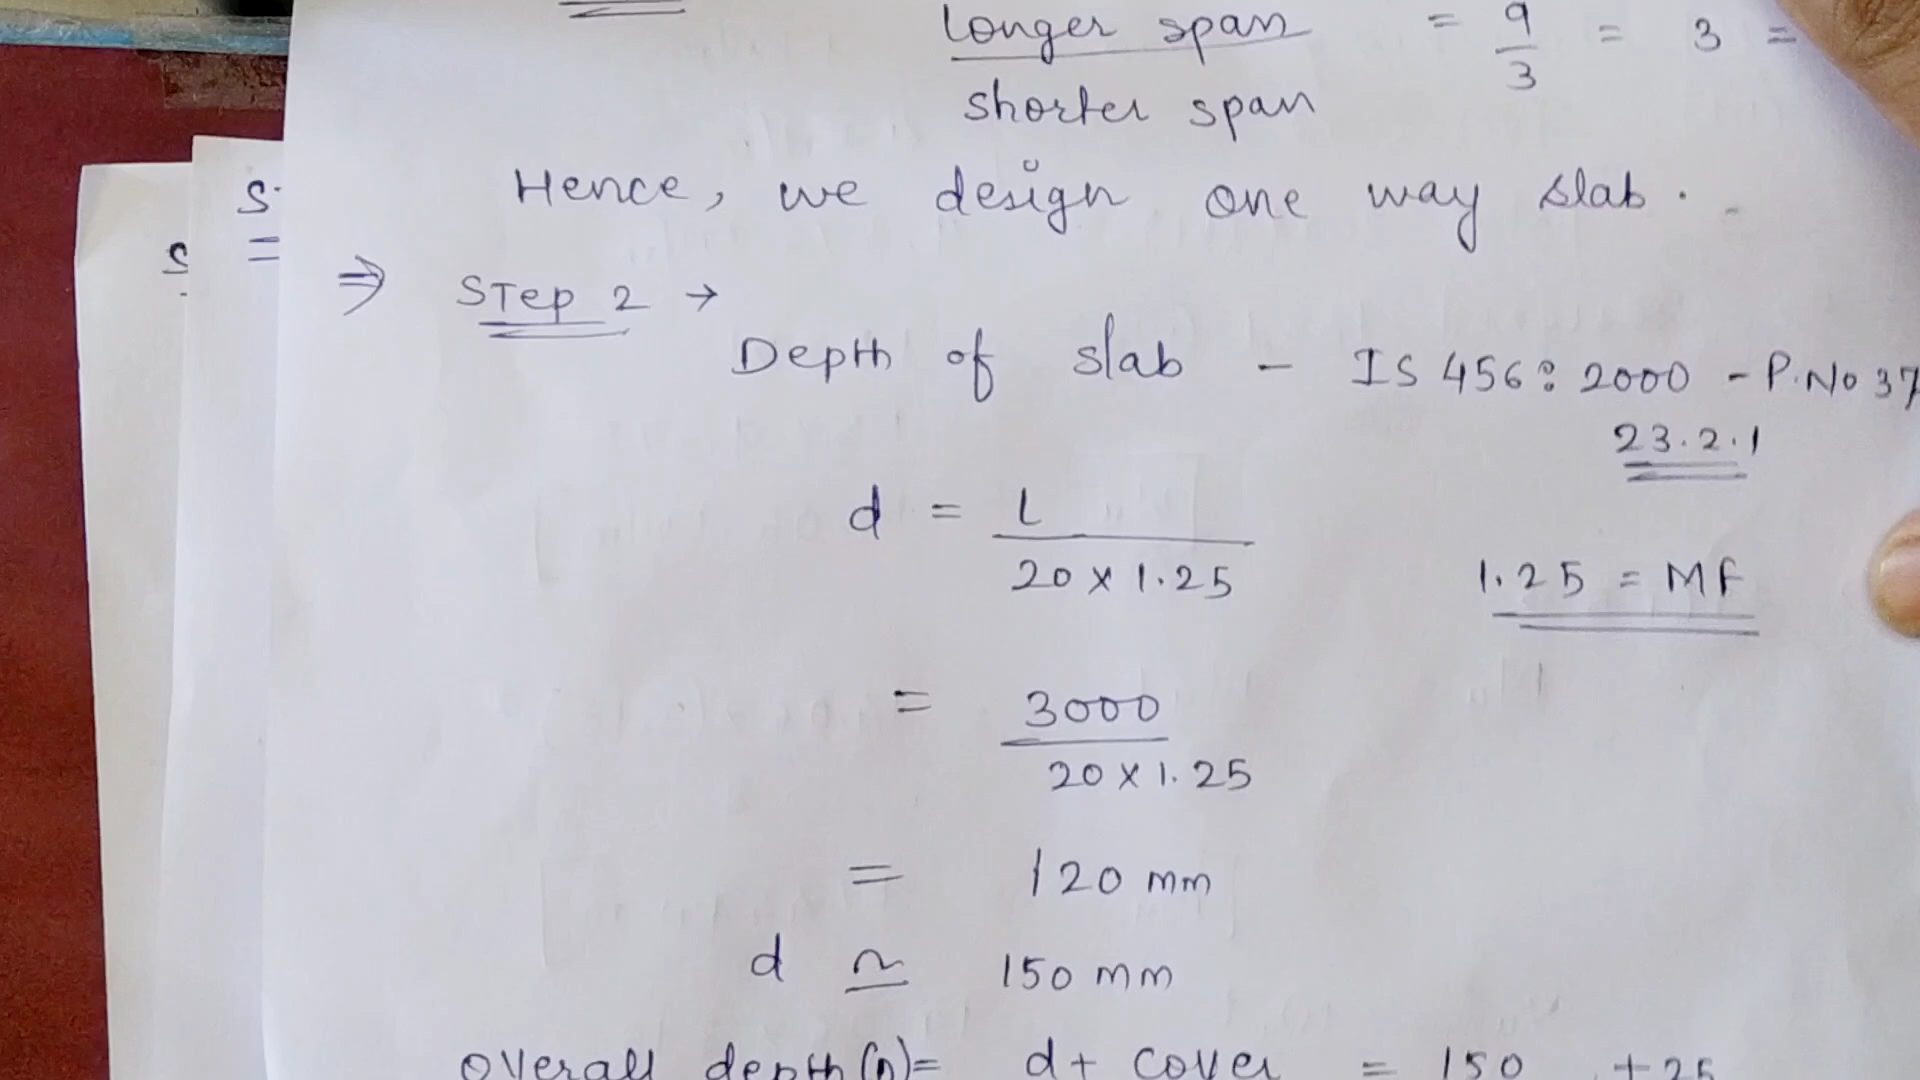 Longer span = 9 = 3 =
shorter span 3
Hence, we design one way slab.
S.
⇒ STep 2 →
S
Depth of slab - IS 456: 2000 - P.No 37
23.2.1
d = L
20 x 1.25
1.25 = MF
= 3000
20 x 1.25
= 120 mm
d ≃ 150 mm
overall depth (D) = d + cover = 150 + 25